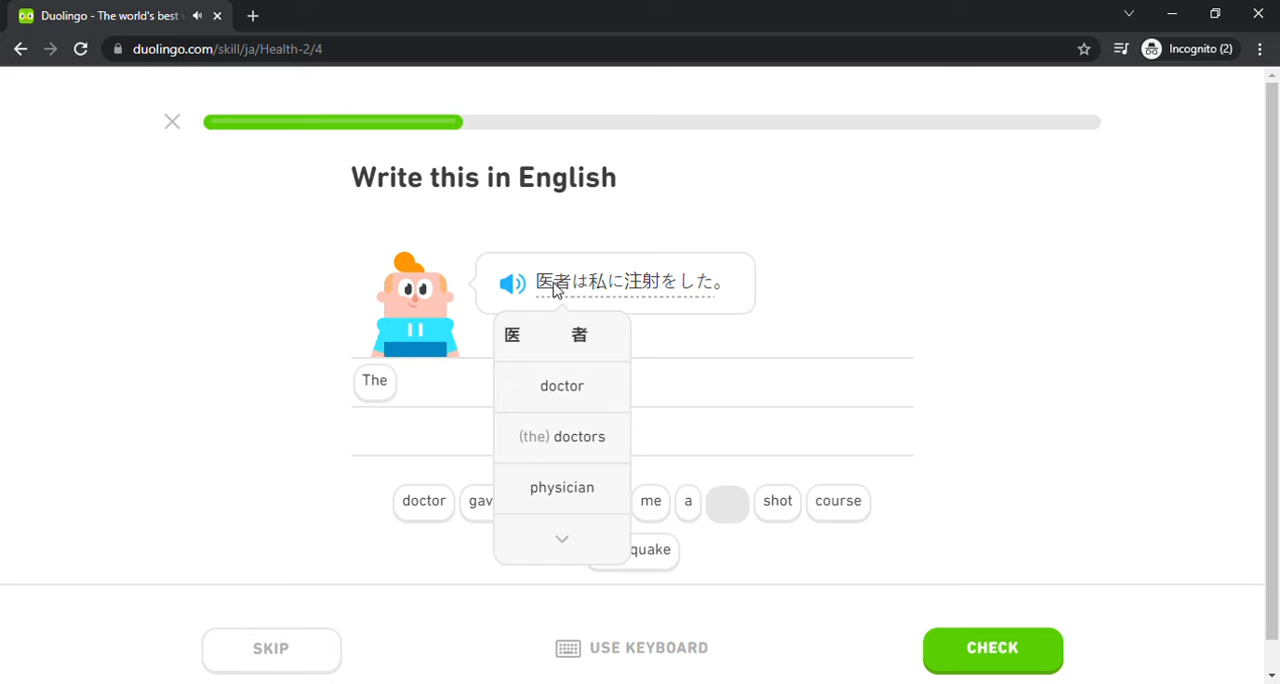 Duolingo - The world's best
duolingo.com/skill/ja/Health-2/4
Incognito (2)
Write this in English
医者は私に注射をした。
医 者
The
doctor
(the) doctors
physician
doctor gav me a shot course
quake
SKIP
USE KEYBOARD
CHECK